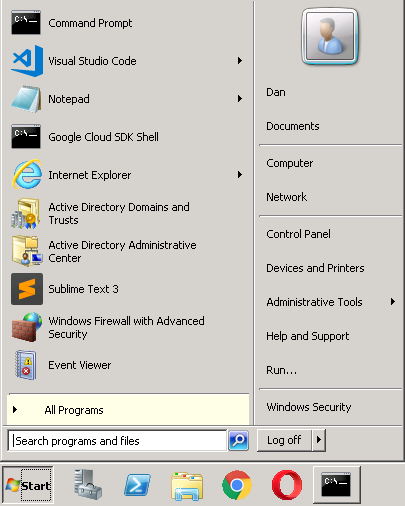 Command Prompt
Visual Studio Code
Notepad
Google Cloud SDK Shell
Internet Explorer
Active Directory Domains and
Trusts
Active Directory Administrative
Center
Sublime Text 3
Windows Firewall with Advanced
Security
Event Viewer
All Programs
Search programs and files
Dan
Documents
Computer
Network
Control Panel
Devices and Printers
Administrative Tools
Help and Support
Run...
Windows Security
Log off
Start